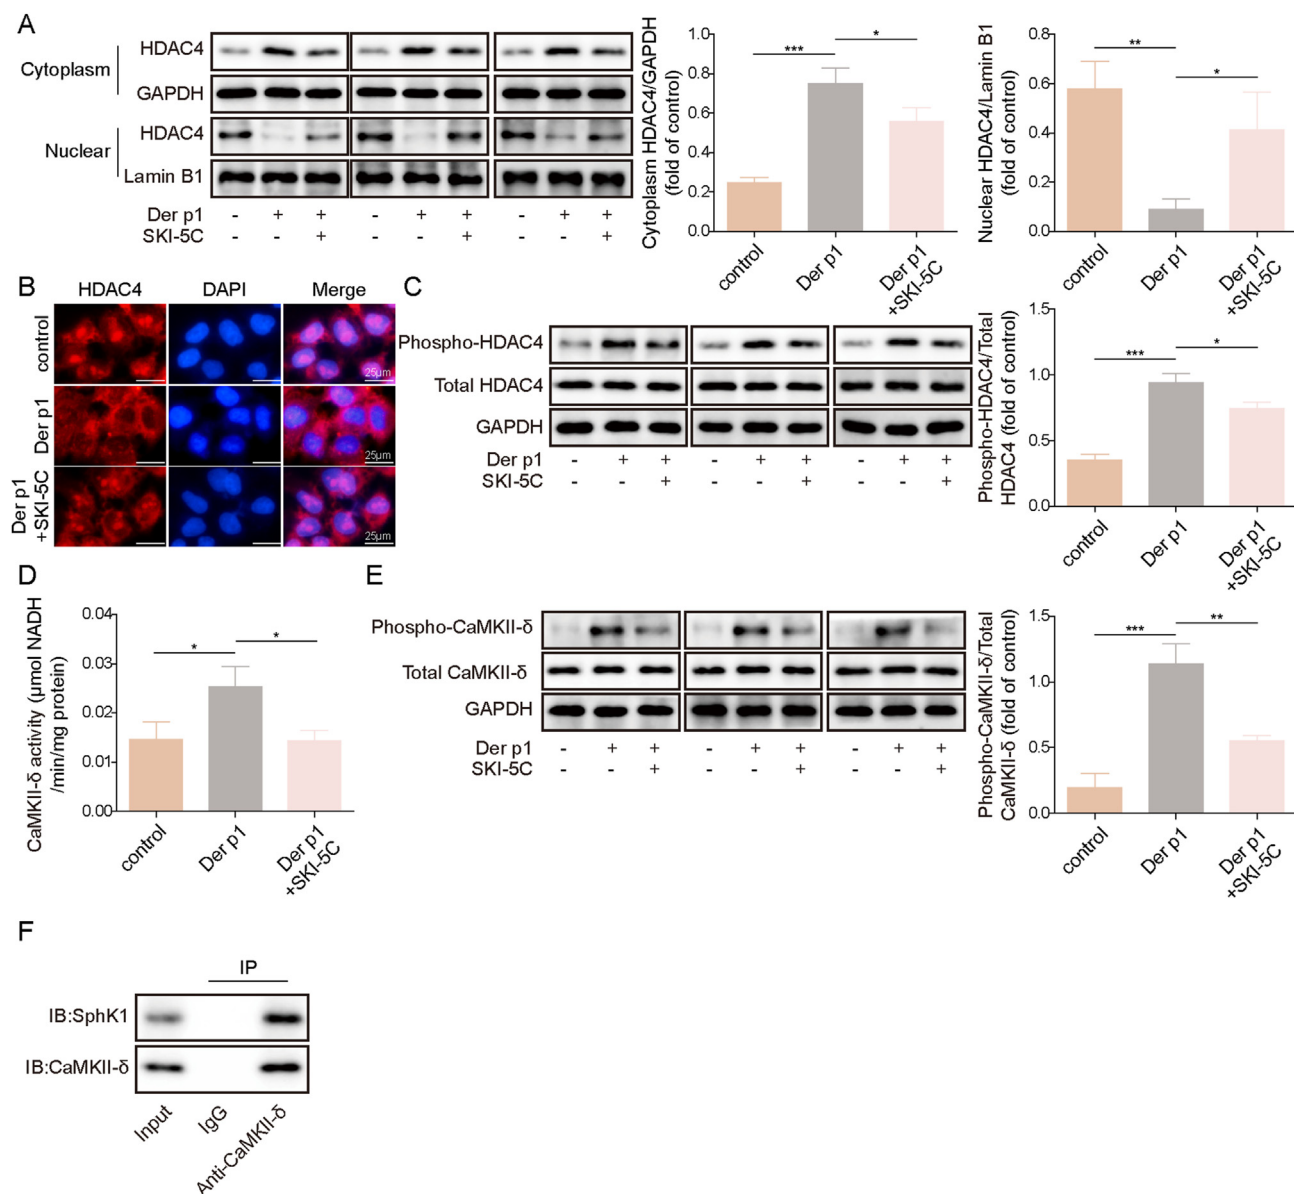 A
Cytoplasm
HDAC4
GAPDH
Nuclear
HDAC4
Lamin B1
Der p1 - + + - + + - + +
SKI-5C - - + - - + - - +
Cytoplasm HDAC4/GAPDH
(fold of control)
1.0
0.8
0.6
0.4
0.2
0.0
***
*
control
Der p1
Der p1
+SKI-5C
Nuclear HDAC4/Lamin B1
(fold of control)
0.8
0.6
0.4
0.2
0.0
**
*
control
Der p1
Der p1
+SKI-5C
B
HDAC4 DAPI Merge
control
25μm
Der p1
25μm
Der p1
+SKI-5C
25μm
C
Phospho-HDAC4
Total HDAC4
GAPDH
Der p1 - + + - + + - + +
SKI-5C - - + - - + - - +
Phospho-HDAC4/Total
HDAC4 (fold of control)
1.5
1.0
0.5
0.0
***
*
control
Der p1
Der p1
+SKI-5C
D
CaMKII-δ activity (μmol NADH
/min/mg protein)
0.04
0.03
0.02
0.01
0.00
*
*
control
Der p1
Der p1
+SKI-5C
E
Phospho-CaMKII-δ
Total CaMKII-δ
GAPDH
Der p1 - + + - + + - + +
SKI-5C - - + - - + - - +
Phospho-CaMKII-δ/Total
CaMKII-δ (fold of control)
1.5
1.0
0.5
0.0
***
**
control
Der p1
Der p1
+SKI-5C
F
IP
IB:SphK1
IB:CaMKII-δ
Input
IgG
Anti-CaMKII-δ